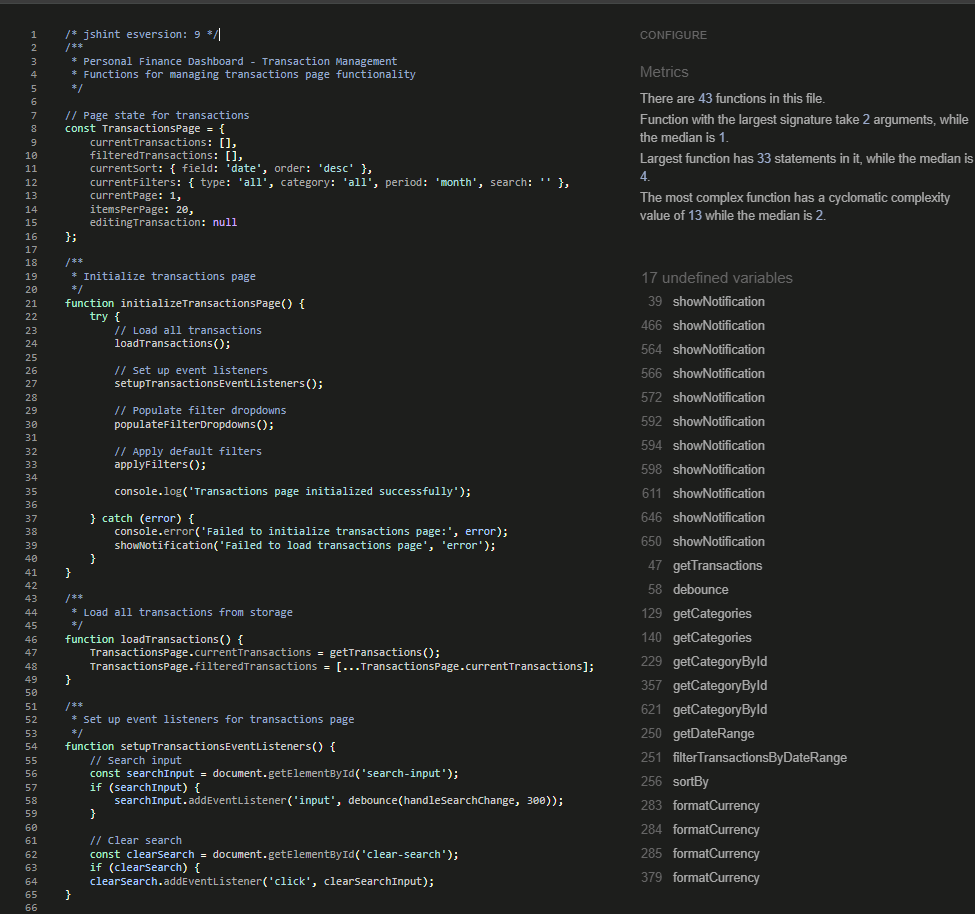 1 /* jshint esversion: 9 */
2 /**
3  * Personal Finance Dashboard - Transaction Management
4  * Functions for managing transactions page functionality
5  */
6
7 // Page state for transactions
8 const TransactionsPage = {
9     currentTransactions: [],
10     filteredTransactions: [],
11     currentSort: { field: 'date', order: 'desc' },
12     currentFilters: { type: 'all', category: 'all', period: 'month', search: '' },
13     currentPage: 1,
14     itemsPerPage: 20,
15     editingTransaction: null
16 };
17
18 /**
19  * Initialize transactions page
20  */
21 function initializeTransactionsPage() {
22     try {
23         // Load all transactions
24         loadTransactions();
25
26         // Set up event listeners
27         setupTransactionsEventListeners();
28
29         // Populate filter dropdowns
30         populateFilterDropdowns();
31
32         // Apply default filters
33         applyFilters();
34
35         console.log('Transactions page initialized successfully');
36
37     } catch (error) {
38         console.error('Failed to initialize transactions page:', error);
39         showNotification('Failed to load transactions page', 'error');
40     }
41 }
42
43 /**
44  * Load all transactions from storage
45  */
46 function loadTransactions() {
47     TransactionsPage.currentTransactions = getTransactions();
48     TransactionsPage.filteredTransactions = [...TransactionsPage.currentTransactions];
49 }
50
51 /**
52  * Set up event listeners for transactions page
53  */
54 function setupTransactionsEventListeners() {
55     // Search input
56     const searchInput = document.getElementById('search-input');
57     if (searchInput) {
58         searchInput.addEventListener('input', debounce(handleSearchChange, 300));
59     }
60
61     // Clear search
62     const clearSearch = document.getElementById('clear-search');
63     if (clearSearch) {
64     clearSearch.addEventListener('click', clearSearchInput);
65 }
66
CONFIGURE
Metrics
There are 43 functions in this file.
Function with the largest signature take 2 arguments, while
the median is 1.
Largest function has 33 statements in it, while the median is
4.
The most complex function has a cyclomatic complexity
value of 13 while the median is 2.
17 undefined variables
39 showNotification
466 showNotification
564 showNotification
566 showNotification
572 showNotification
592 showNotification
594 showNotification
598 showNotification
611 showNotification
646 showNotification
650 showNotification
47 getTransactions
58 debounce
129 getCategories
140 getCategories
229 getCategoryById
357 getCategoryById
621 getCategoryById
250 getDateRange
251 filterTransactionsByDateRange
256 sortBy
283 formatCurrency
284 formatCurrency
285 formatCurrency
379 formatCurrency